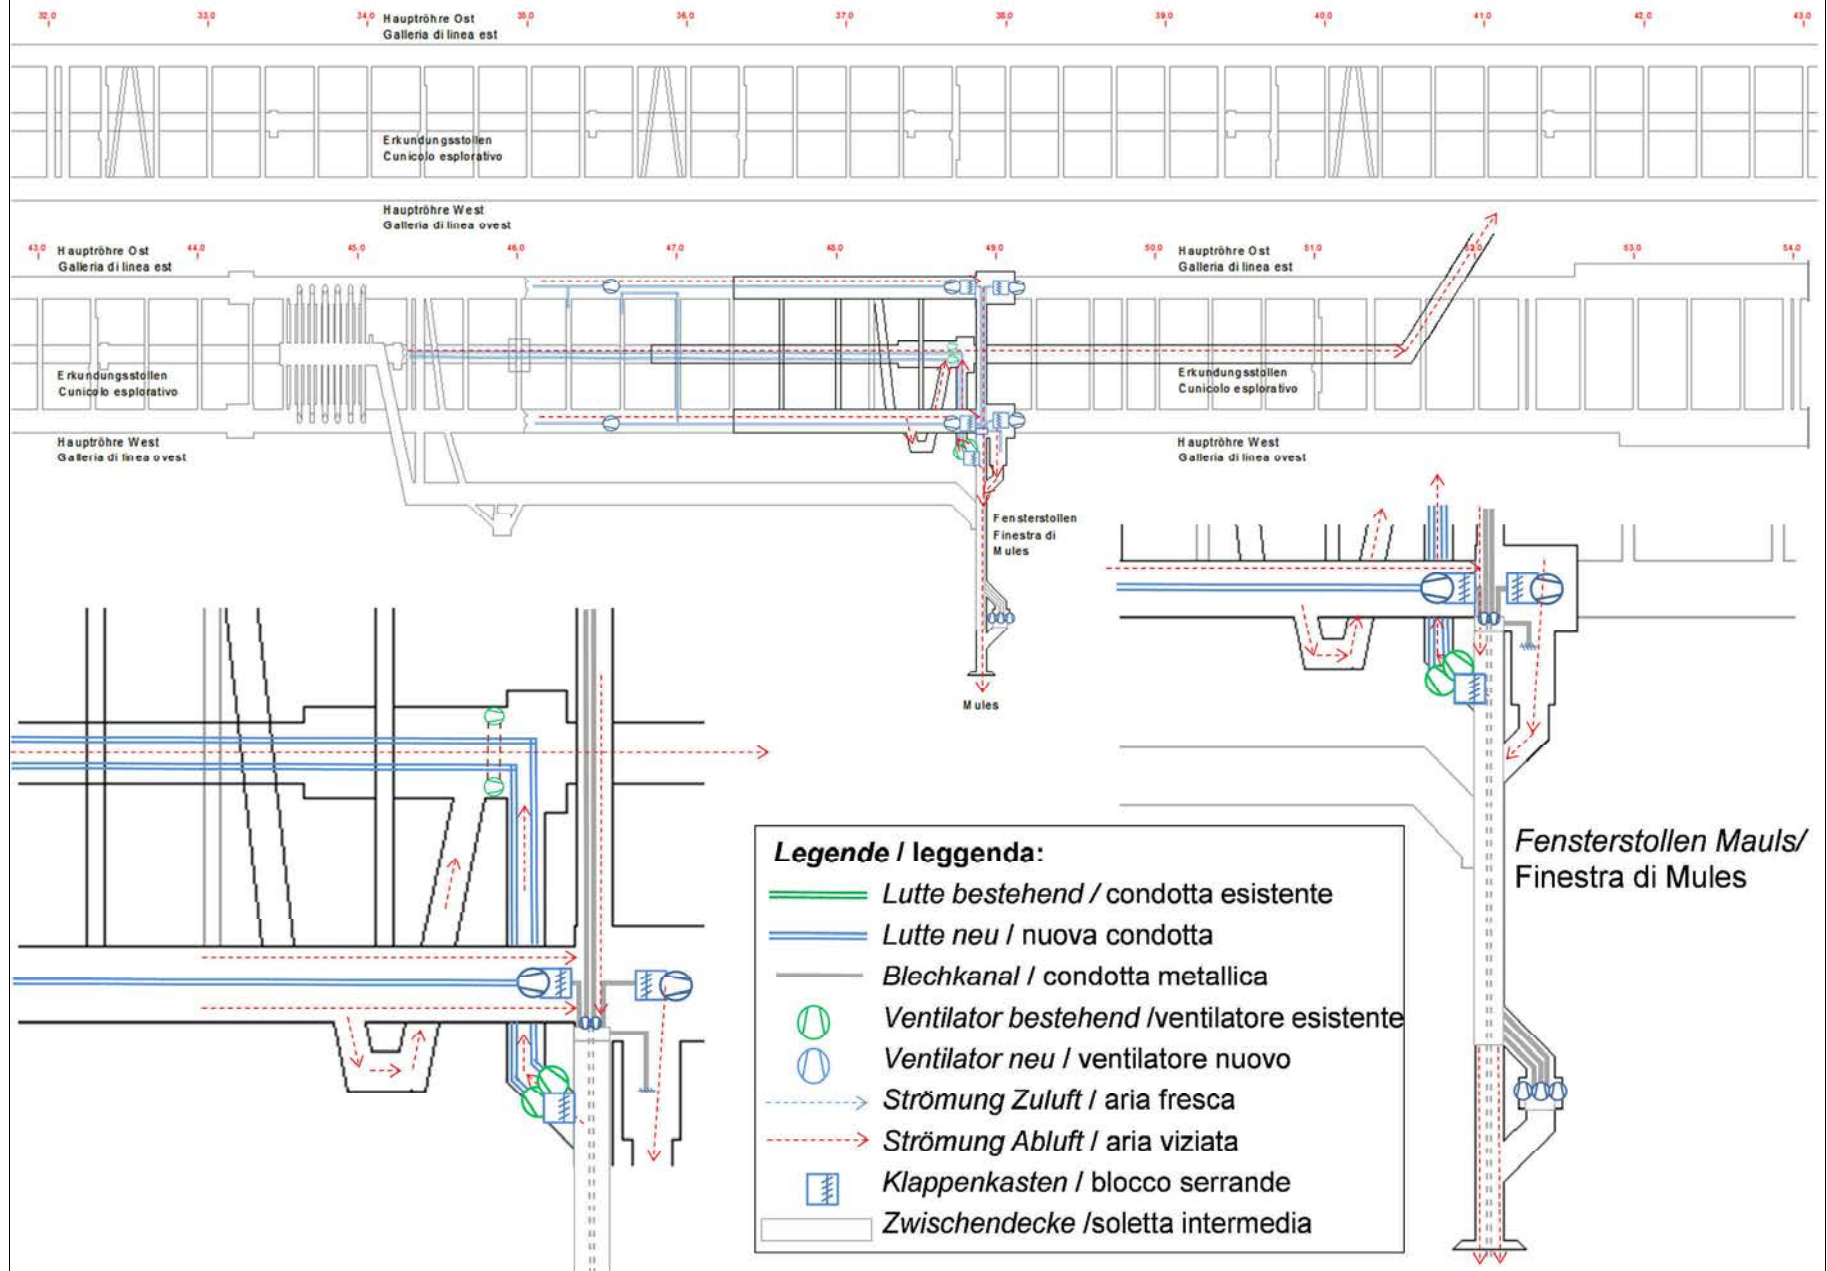 32,0 33,0 34,0 35,0 36,0 37,0 38,0 39,0 40,0 41,0 42,0 43,0
Hauptröhre Ost
Galleria di linea est
Erkundungsstollen
Cunicolo esplorativo
Hauptröhre West
Galleria di linea ovest
43,0 44,0 45,0 46,0 47,0 48,0 49,0 50,0 51,0 52,0 53,0 54,0
Hauptröhre Ost
Galleria di linea est
Hauptröhre Ost
Galleria di linea est
Erkundungsstollen
Cunicolo esplorativo
Erkundungsstollen
Cunicolo esplorativo
Hauptröhre West
Galleria di linea ovest
Hauptröhre West
Galleria di linea ovest
Fensterstollen
Finestra di
Mules
Mules
Fensterstollen Mauls/
Finestra di Mules
Legende / leggenda:
Lutte bestehend / condotta esistente
Lutte neu / nuova condotta
Blechkanal / condotta metallica
Ventilator bestehend /ventilatore esistente
Ventilator neu / ventilatore nuovo
Strömung Zuluft / aria fresca
Strömung Abluft / aria viziata
Klappenkasten / blocco serrande
Zwischendecke /soletta intermedia